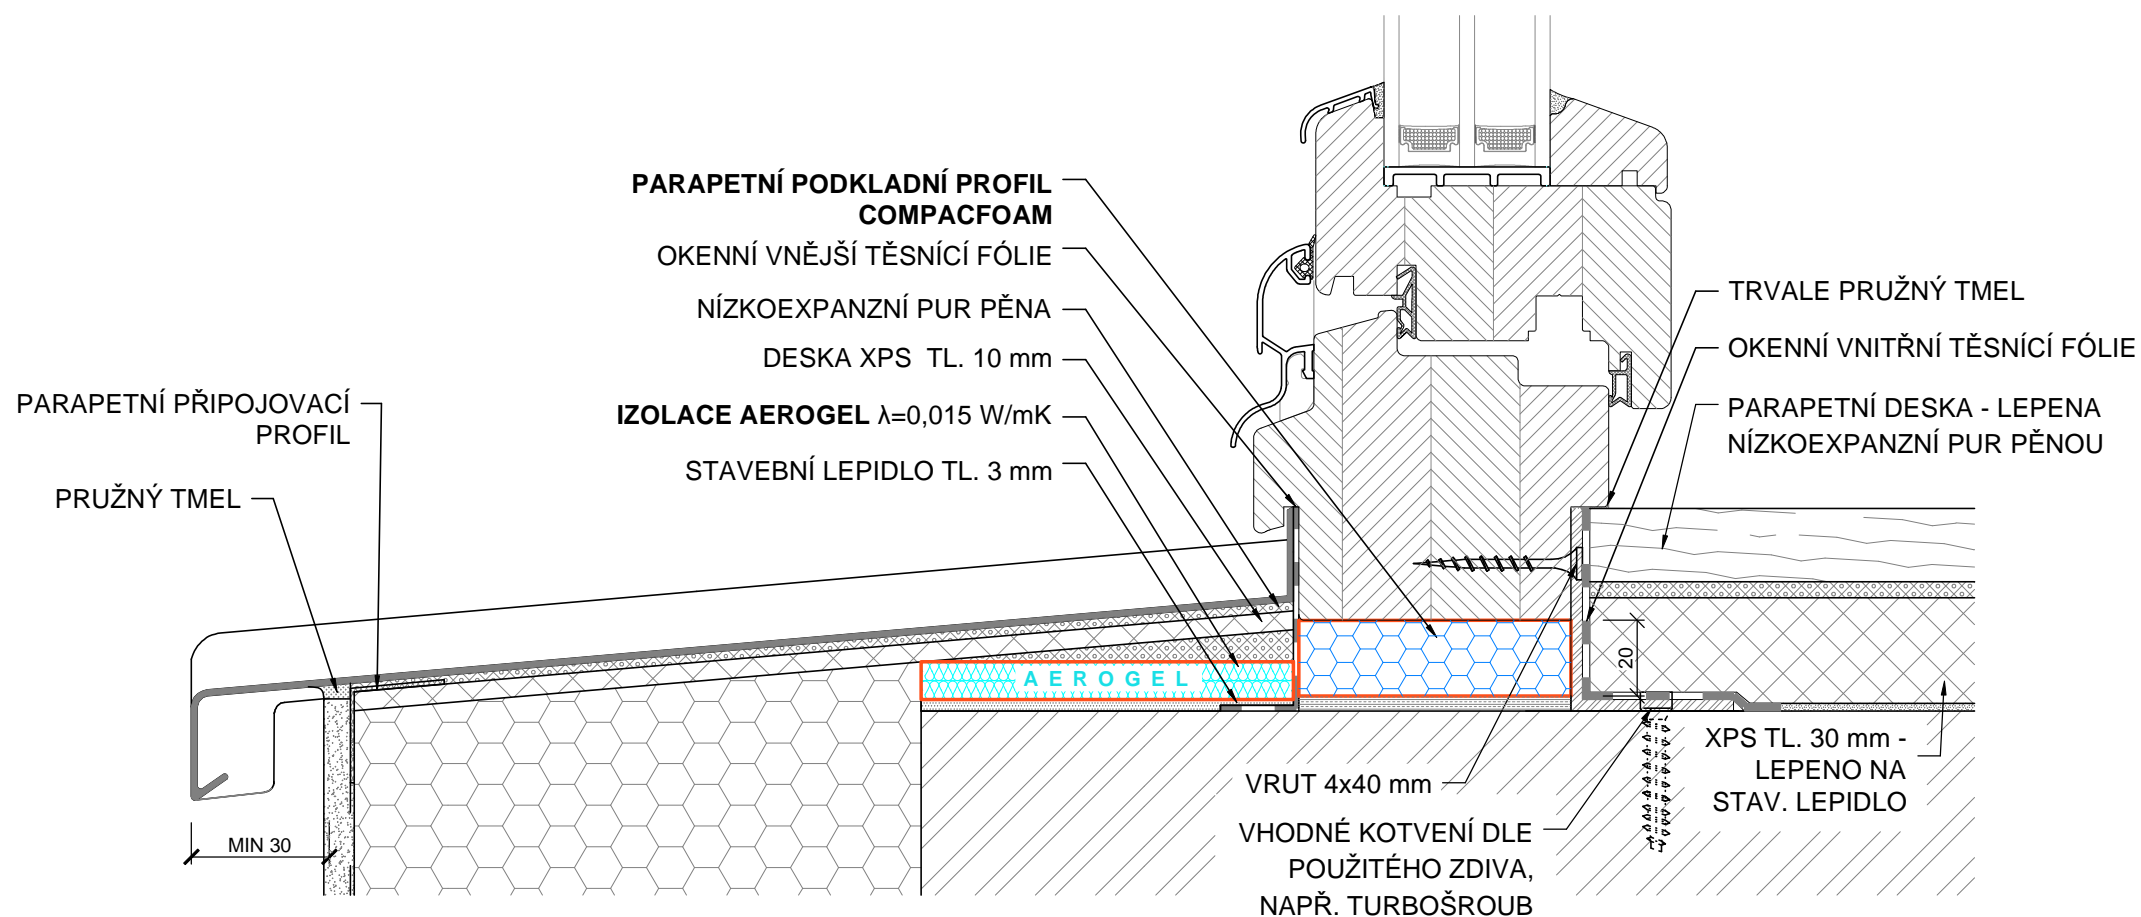 PARAPETNÍ PODKLADNÍ PROFIL
COMPACFOAM
OKENNÍ VNĚJŠÍ TĚSNÍCÍ FÓLIE
NÍZKOEXPANZNÍ PUR PĚNA
DESKA XPS TL. 10 mm
IZOLACE AEROGEL λ=0,015 W/mK
STAVEBNÍ LEPIDLO TL. 3 mm
PARAPETNÍ PŘIPOJOVACÍ
PROFIL
PRUŽNÝ TMEL
TRVALE PRUŽNÝ TMEL
OKENNÍ VNITŘNÍ TĚSNÍCÍ FÓLIE
PARAPETNÍ DESKA - LEPENA
NÍZKOEXPANZNÍ PUR PĚNOU
AEROGEL
20
XPS TL. 30 mm -
LEPENO NA
STAV. LEPIDLO
VRUT 4x40 mm
VHODNÉ KOTVENÍ DLE
POUŽITÉHO ZDIVA,
NAPŘ. TURBOŠROUB
MIN 30